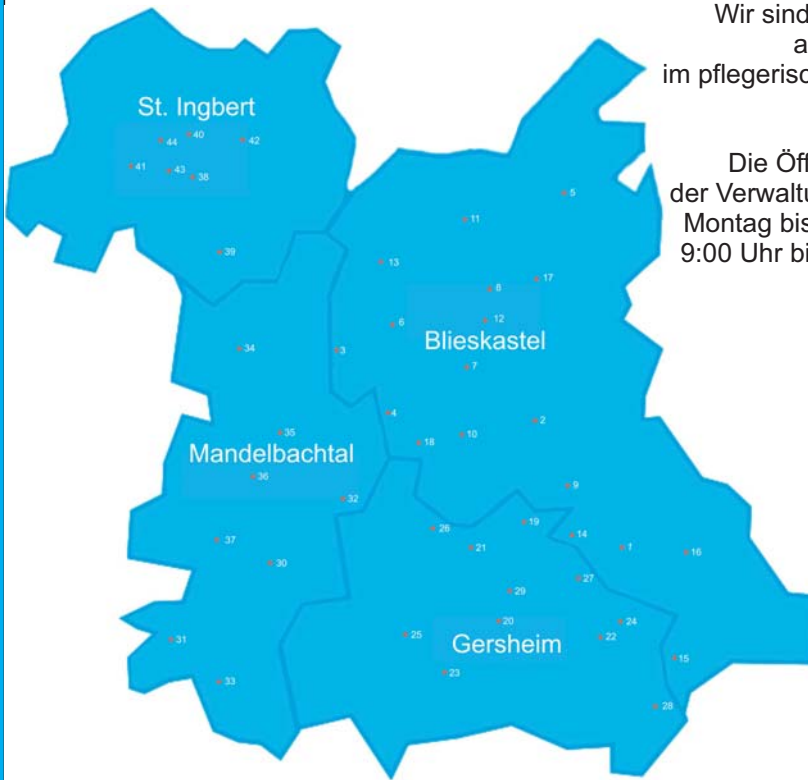 Wir sind
a
im pflegerisc
Die Öff
der Verwaltu
Montag bis
9:00 Uhr bi
St. Ingbert
44 40 42
41 43 38
39
5
11
13
17
8
6 12
Blieskastel
34 3
7
4
2
35 18 10
Mandelbachtal
36
9
32
19
26 14
37 21 1 16
30
27
29
20 24
31 25 22
Gersheim
15
23
33
28